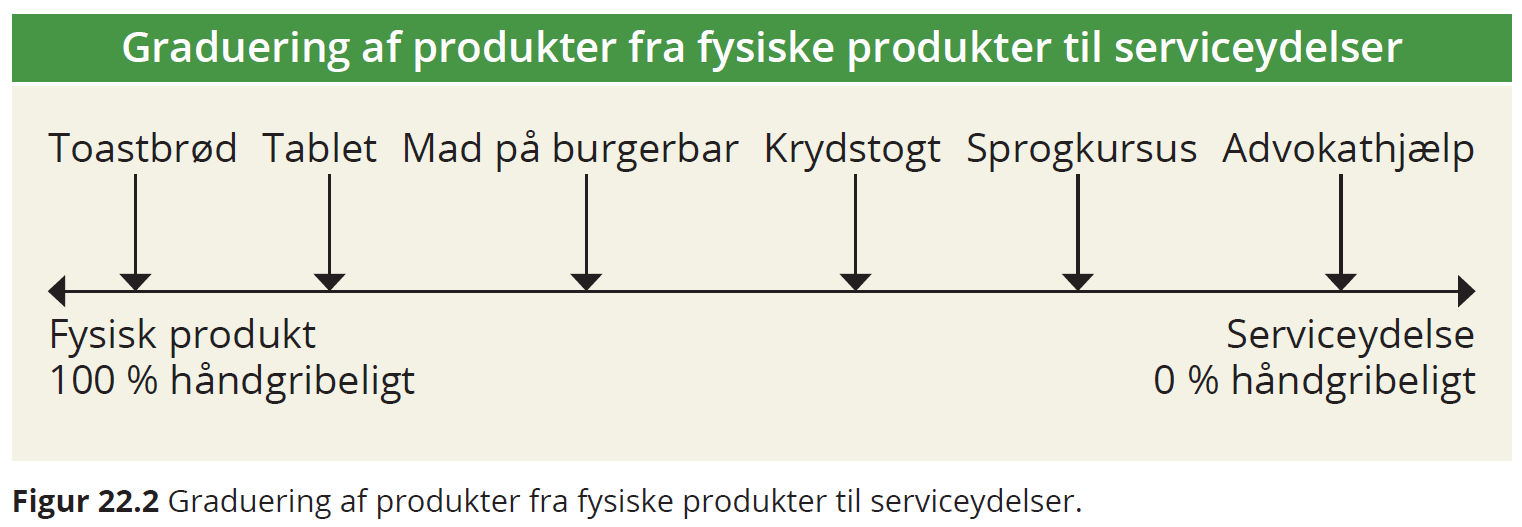 Graduering af produkter fra fysiske produkter til serviceydelser
Toastbrød Tablet Mad på burgerbar Krydstogt Sprogkursus Advokathjælp
Fysisk produkt
100 % håndgribeligt
Serviceydelse
0 % håndgribeligt
Figur 22.2 Graduering af produkter fra fysiske produkter til serviceydelser.